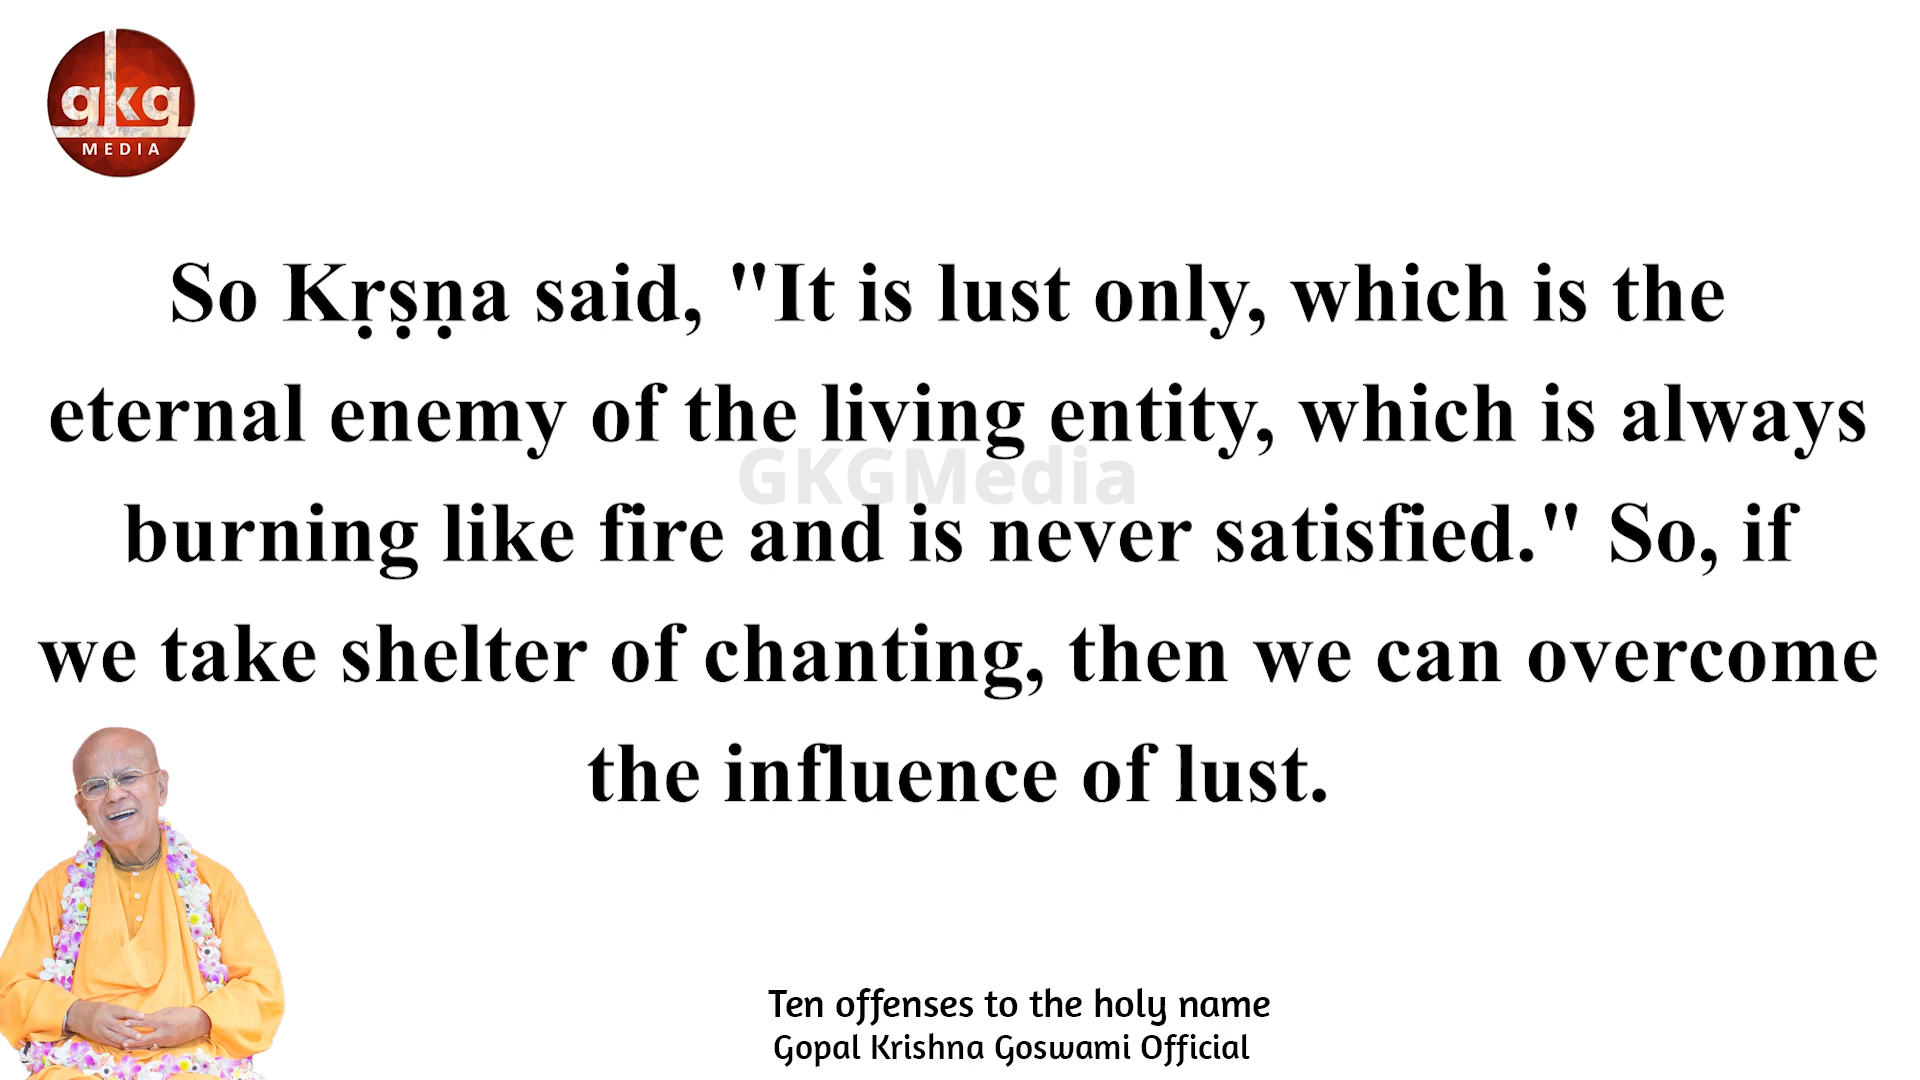 gkg
MEDIA
So Kṛṣṇa said, "It is lust only, which is the
eternal enemy of the living entity, which is always
GKGMedia
burning like fire and is never satisfied." So, if
we take shelter of chanting, then we can overcome
the influence of lust.
Ten offenses to the holy name
Gopal Krishna Goswami Official